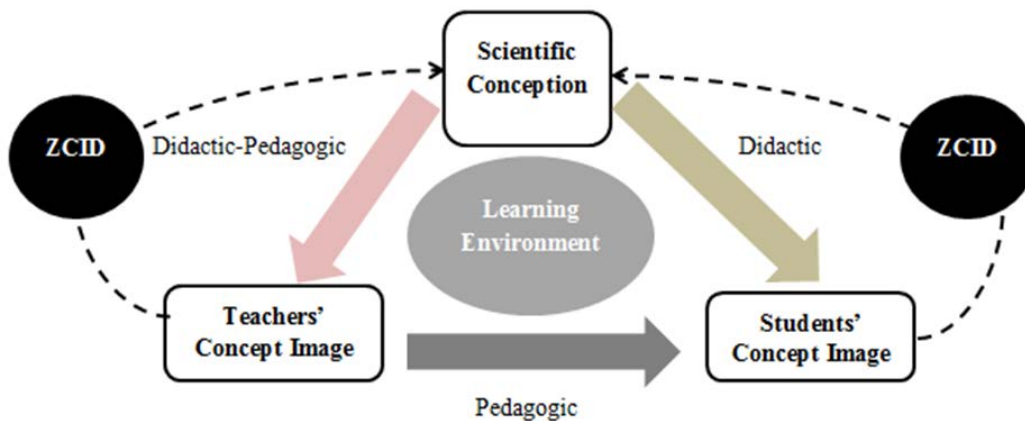 Scientific
Conception
ZCID
Didactic-Pedagogic
Didactic
ZCID
Learning
Environment
Teachers’
Concept Image
Students’
Concept Image
Pedagogic